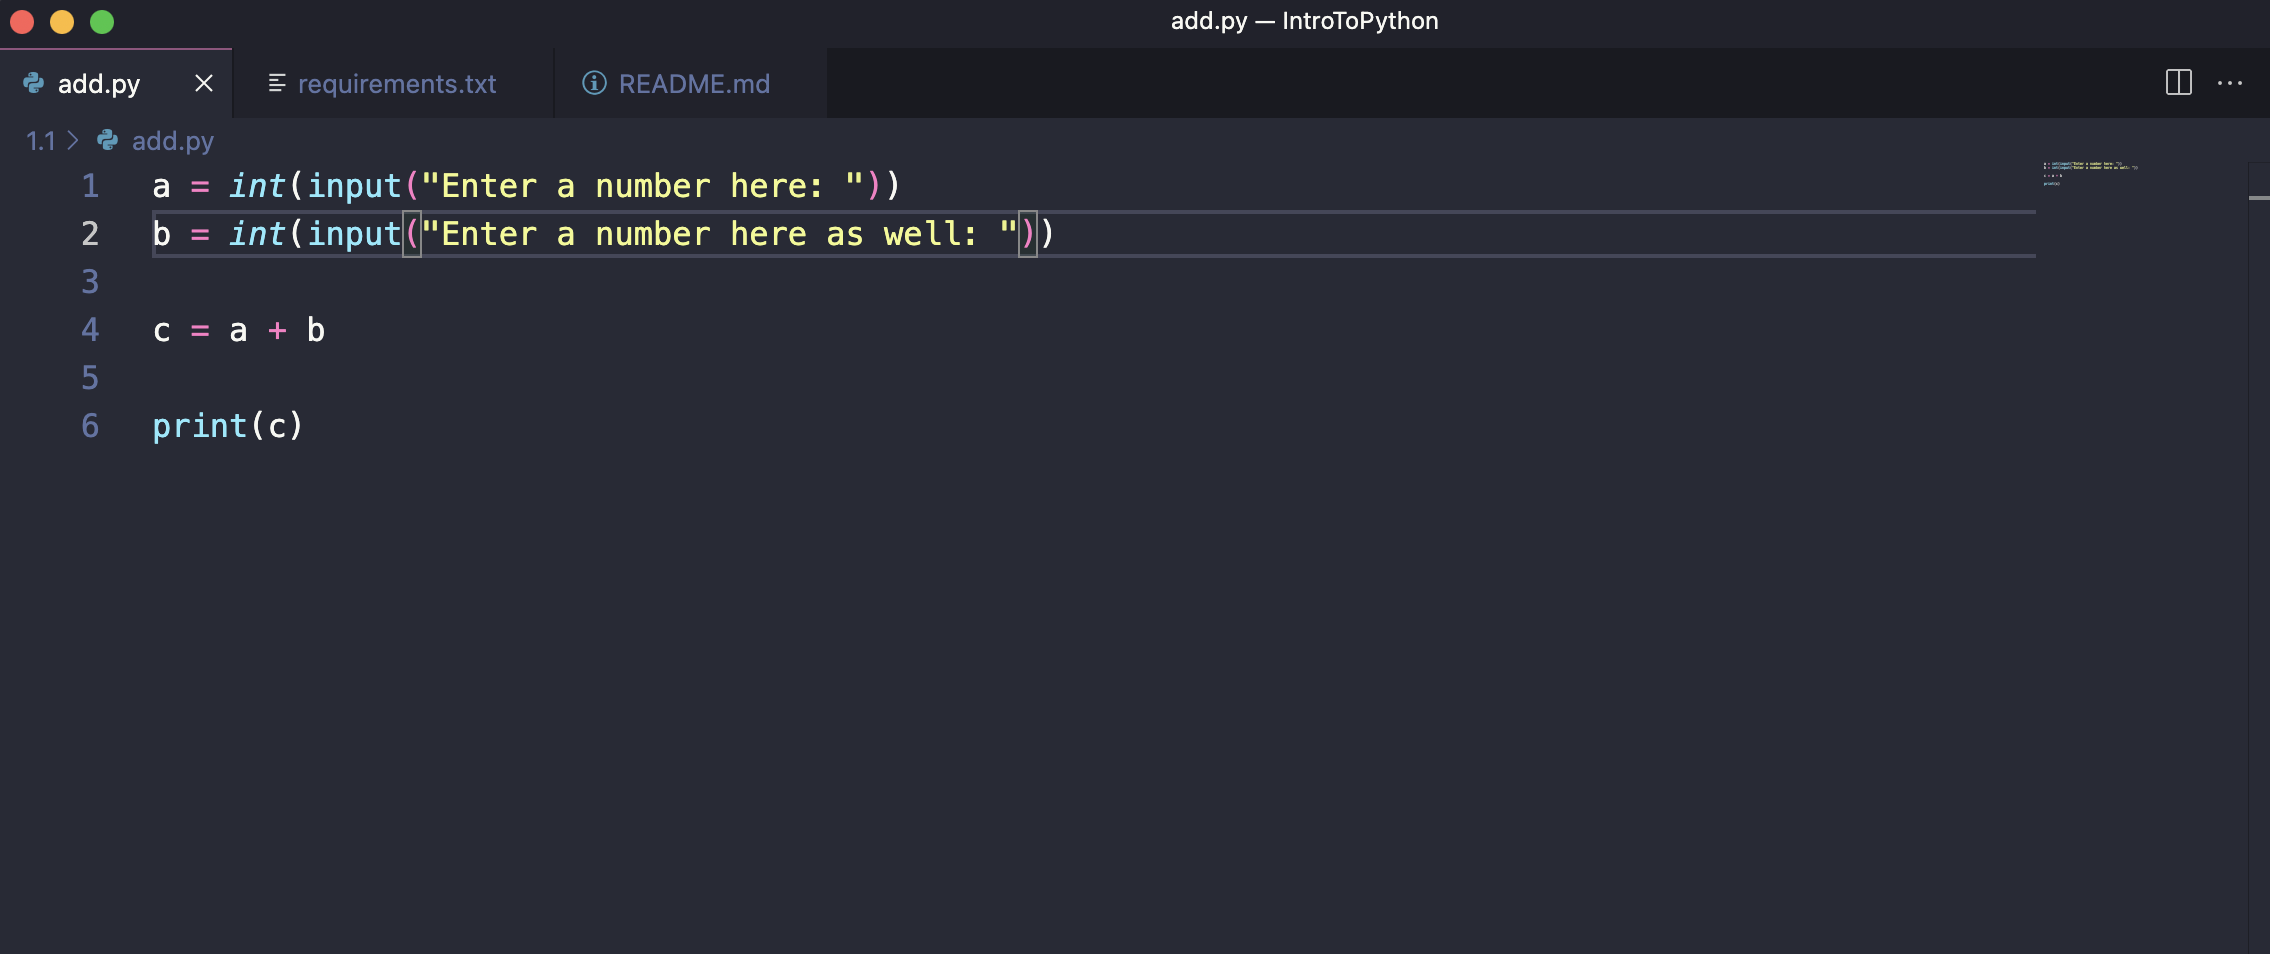 add.py — IntroToPython
add.py requirements.txt README.md
1.1 > add.py
1 a = int(input("Enter a number here: "))
2 b = int(input("Enter a number here as well: "))
3
4 c = a + b
5
6 print(c)